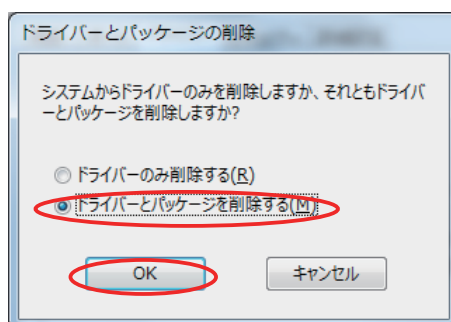 ドライバーとパッケージの削除
システムからドライバーのみを削除しますか、それともドライバ
ーとパッケージを削除しますか?
ドライバーのみ削除する(R)
ドライバーとパッケージを削除する(M)
OK
キャンセル